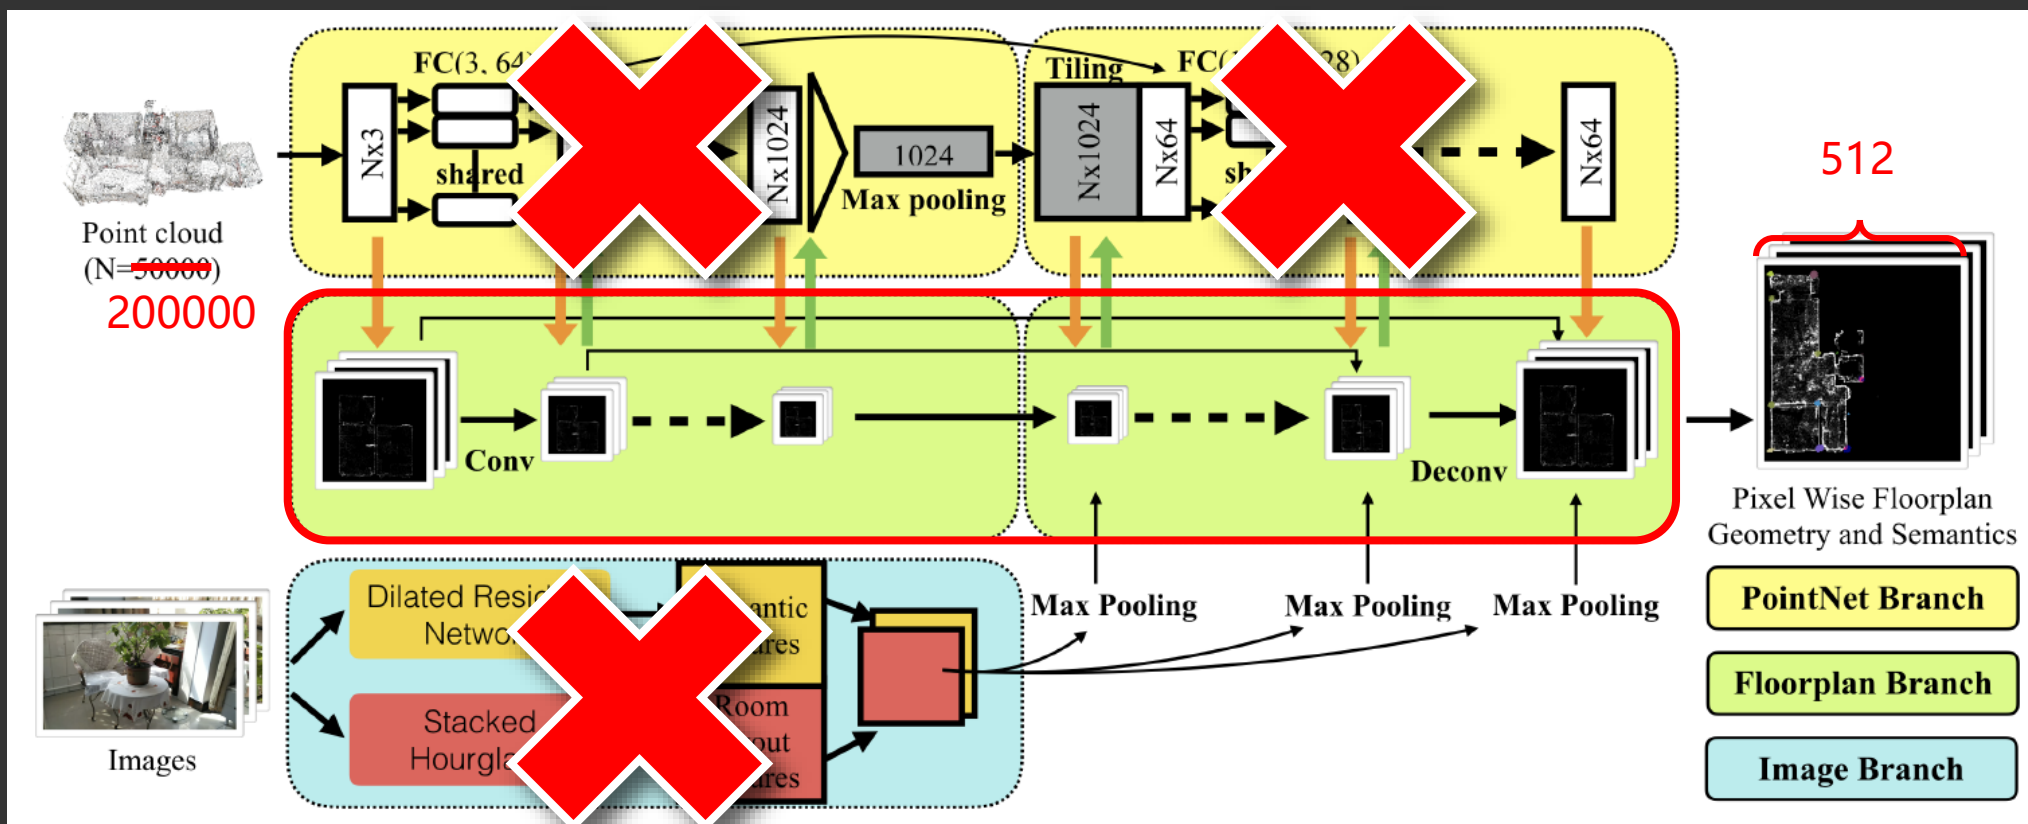 FC(3, 64)
Nx3
shared
Nx1024
1024
Max pooling
Tiling
Nx1024
Nx64
Nx64
512
Point cloud
(N=50000)
200000
Conv
Deconv
Pixel Wise Floorplan
Geometry and Semantics
Max Pooling
Max Pooling
Max Pooling
Stacked
Room
Images
PointNet Branch
Floorplan Branch
Image Branch